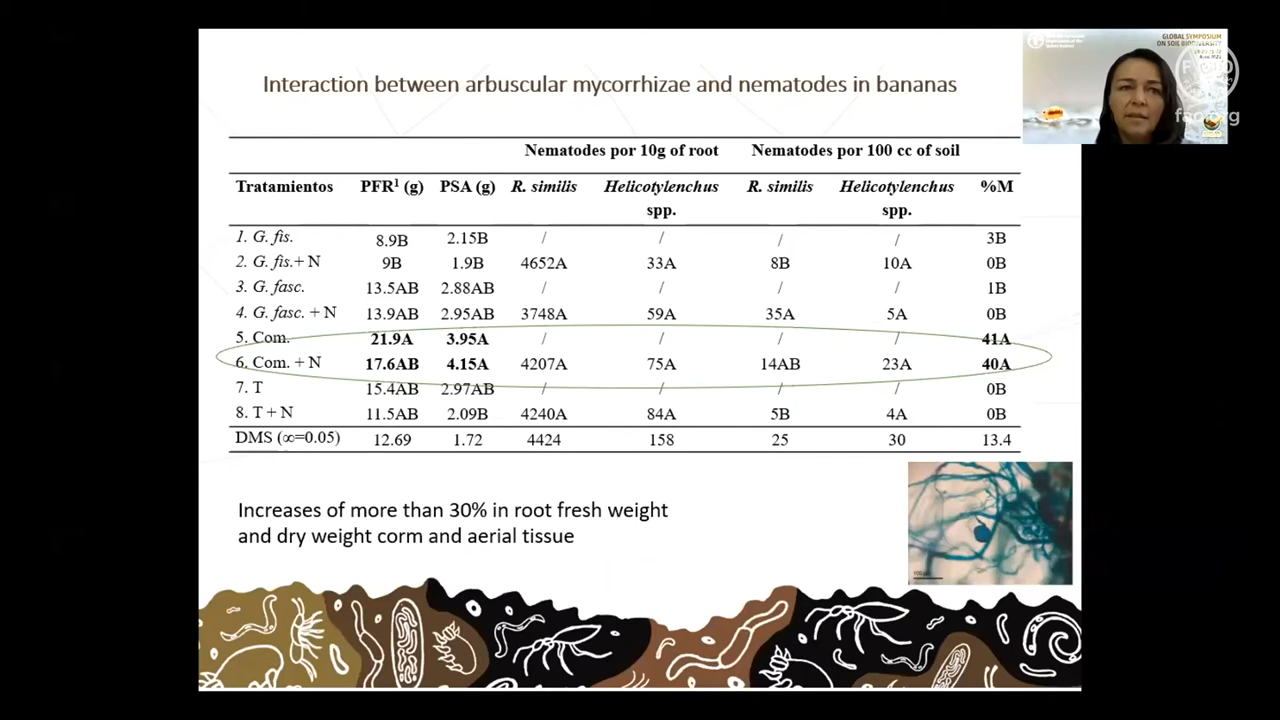 Interaction between arbuscular mycorrhizae and nematodes in bananas
GLOBAL SYMPOSIUM
ON SOIL BIODIVERSITY
fao.org
Nematodes por 10g of root Nematodes por 100 cc of soil
Tratamientos PFR¹ (g) PSA (g) R. similis Helicotylenchus spp. R. similis Helicotylenchus spp. %M
1. G. fis. 8.9B 2.15B / / / / 3B
2. G. fis.+ N 9B 1.9B 4652A 33A 8B 10A 0B
3. G. fasc. 13.5AB 2.88AB / / / / 1B
4. G. fasc. + N 13.9AB 2.95AB 3748A 59A 35A 5A 0B
5. Com. 21.9A 3.95A / / / / 41A
6. Com. + N 17.6AB 4.15A 4207A 75A 14AB 23A 40A
7. T 15.4AB 2.97AB / / / / 0B
8. T + N 11.5AB 2.09B 4240A 84A 5B 4A 0B
DMS (∞=0.05) 12.69 1.72 4424 158 25 30 13.4
Increases of more than 30% in root fresh weight
and dry weight corm and aerial tissue